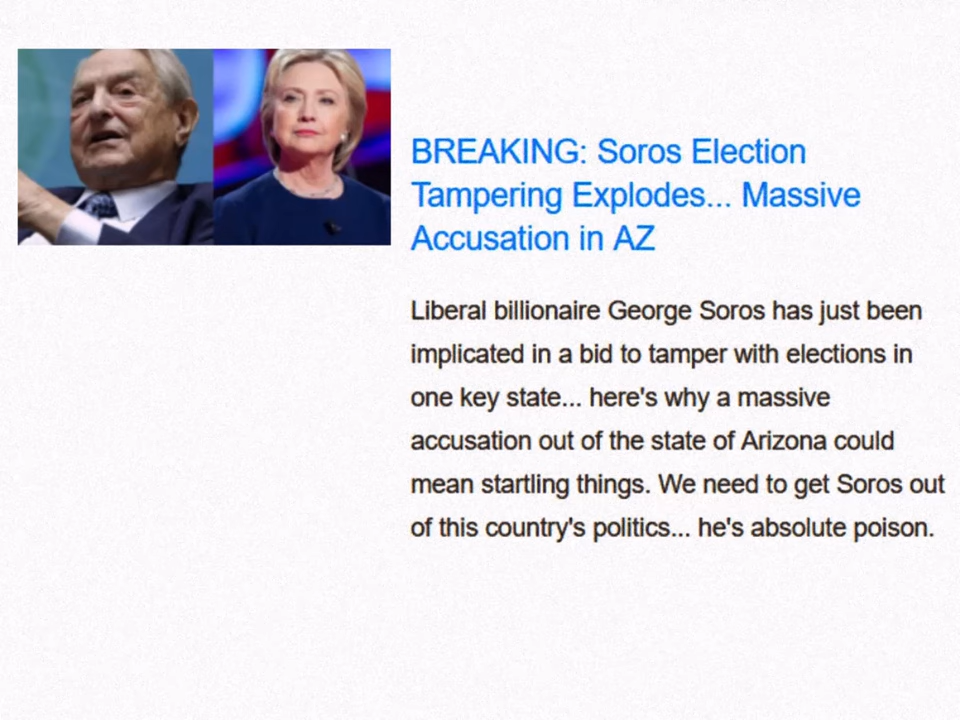 BREAKING: Soros Election
Tampering Explodes... Massive
Accusation in AZ
Liberal billionaire George Soros has just been
implicated in a bid to tamper with elections in
one key state... here's why a massive
accusation out of the state of Arizona could
mean startling things. We need to get Soros out
of this country's politics... he's absolute poison.